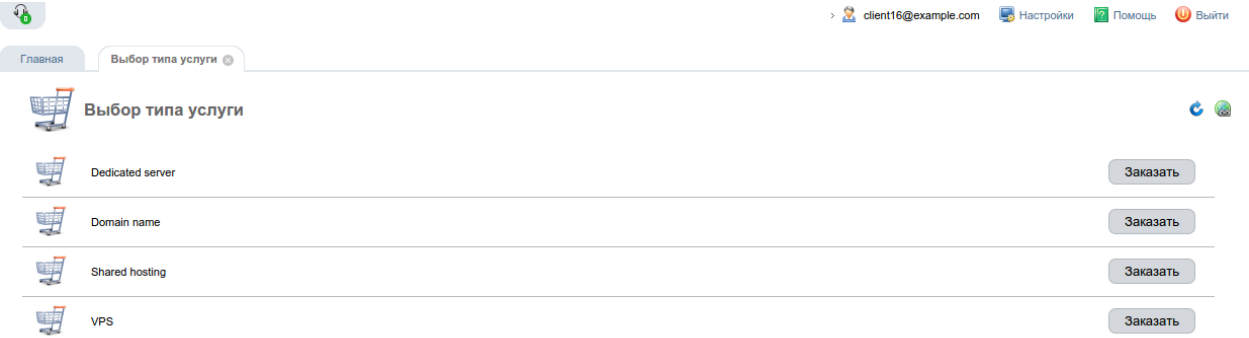 0
client16@example.com Настройки Помощь Выйти
Главная Выбор типа услуги
Выбор типа услуги
Dedicated server Заказать
Domain name Заказать
Shared hosting Заказать
VPS Заказать